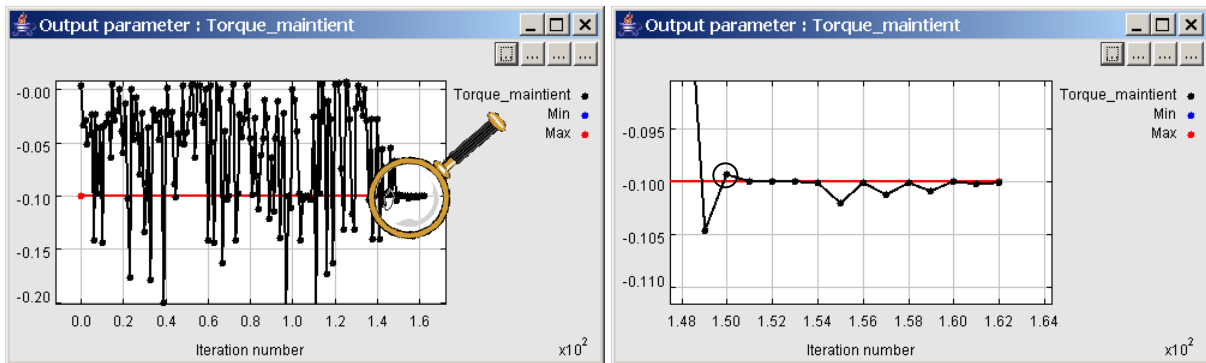 Output parameter : Torque_maintient
... ... ... ...
Torque_maintient
Min
Max
-0.00
-0.05
-0.10
-0.15
-0.20
0.0 0.2 0.4 0.6 0.8 1.0 1.2 1.4 1.6
Iteration number x10²
Output parameter : Torque_maintient
... ... ... ...
Torque_maintient
Min
Max
-0.095
-0.100
-0.105
-0.110
1.48 1.50 1.52 1.54 1.56 1.58 1.60 1.62 1.64
Iteration number x10²